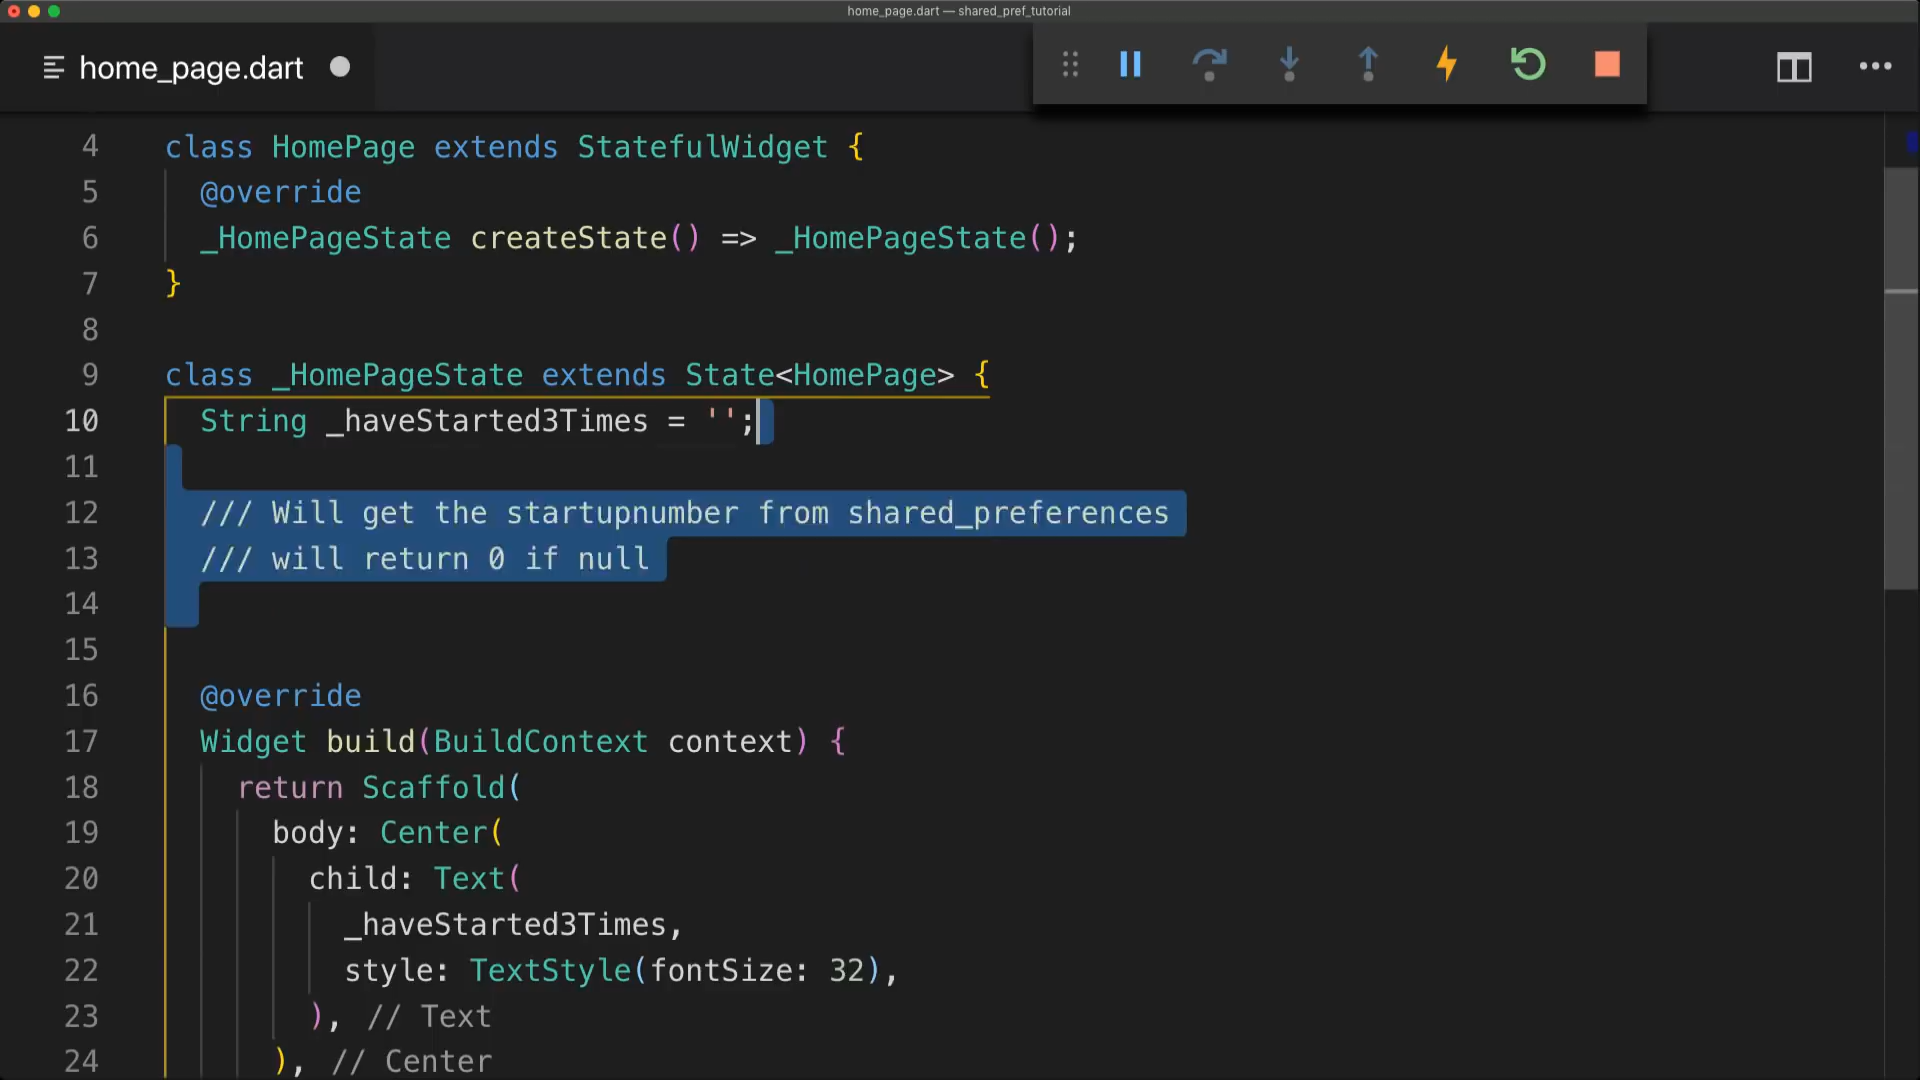 home_page.dart — shared_pref_tutorial
home_page.dart
4 class HomePage extends StatefulWidget {
5 @override
6 _HomePageState createState() => _HomePageState();
7 }
8
9 class _HomePageState extends State<HomePage> {
10 String _haveStarted3Times = '';
11
12 /// Will get the startupnumber from shared_preferences
13 /// will return 0 if null
14
15
16 @override
17 Widget build(BuildContext context) {
18 return Scaffold(
19 body: Center(
20 child: Text(
21 _haveStarted3Times,
22 style: TextStyle(fontSize: 32),
23 ), // Text
24 ), // Center